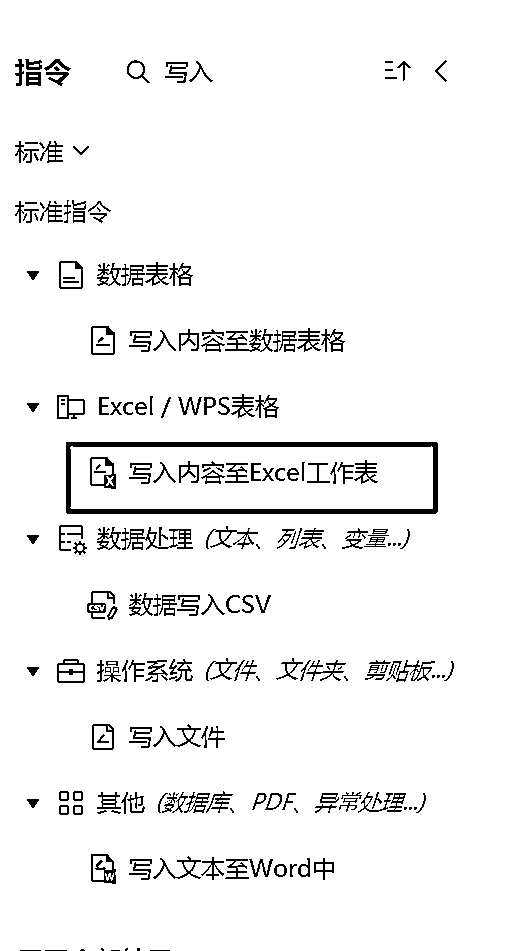 指令 写入
标准
标准指令
数据表格
写入内容至数据表格
Excel / WPS表格
写入内容至Excel工作表
数据处理 (文本、列表、变量...)
数据写入CSV
操作系统 (文件、文件夹、剪贴板...)
写入文件
其他 (数据库、PDF、异常处理...)
写入文本至Word中